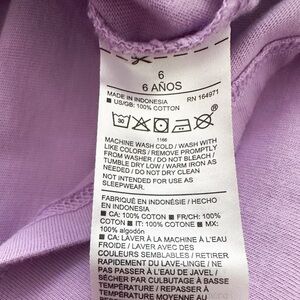 6
6 AÑOS
MADE IN INDONESIA RN 164971
■ US/GB: 100% COTTON
30
1166
MACHINE WASH COLD / WASH WITH
LIKE COLORS / REMOVE PROMPTLY
FROM WASHER / DO NOT BLEACH /
TUMBLE DRY LOW / WARM IRON AS
NEEDED / DO NOT DRY CLEAN
NOT INTENDED FOR USE AS
SLEEPWEAR.
FABRIQUÉ EN INDONÉSIE / HECHO
EN INDONESIA
■ CA: 100% COTON ■ FR/CH: 100%
COTON ■ IT: 100% COTONE ■ MX:
100% algodón
■ CA: LAVER À LA MACHINE À L'EAU
FROIDE / LAVER AVEC DES
COULEURS SEMBLABLES / RETIRER
RAPIDEMENT DU LAVE-LINGE / NE
PAS PASSER À L'EAU DE JAVEL /
SÉCHER PAR CULBUTAGE À BASSE
TEMPÉRATURE / REPASSER À
TEMPÉRATURE MOYENNE AU